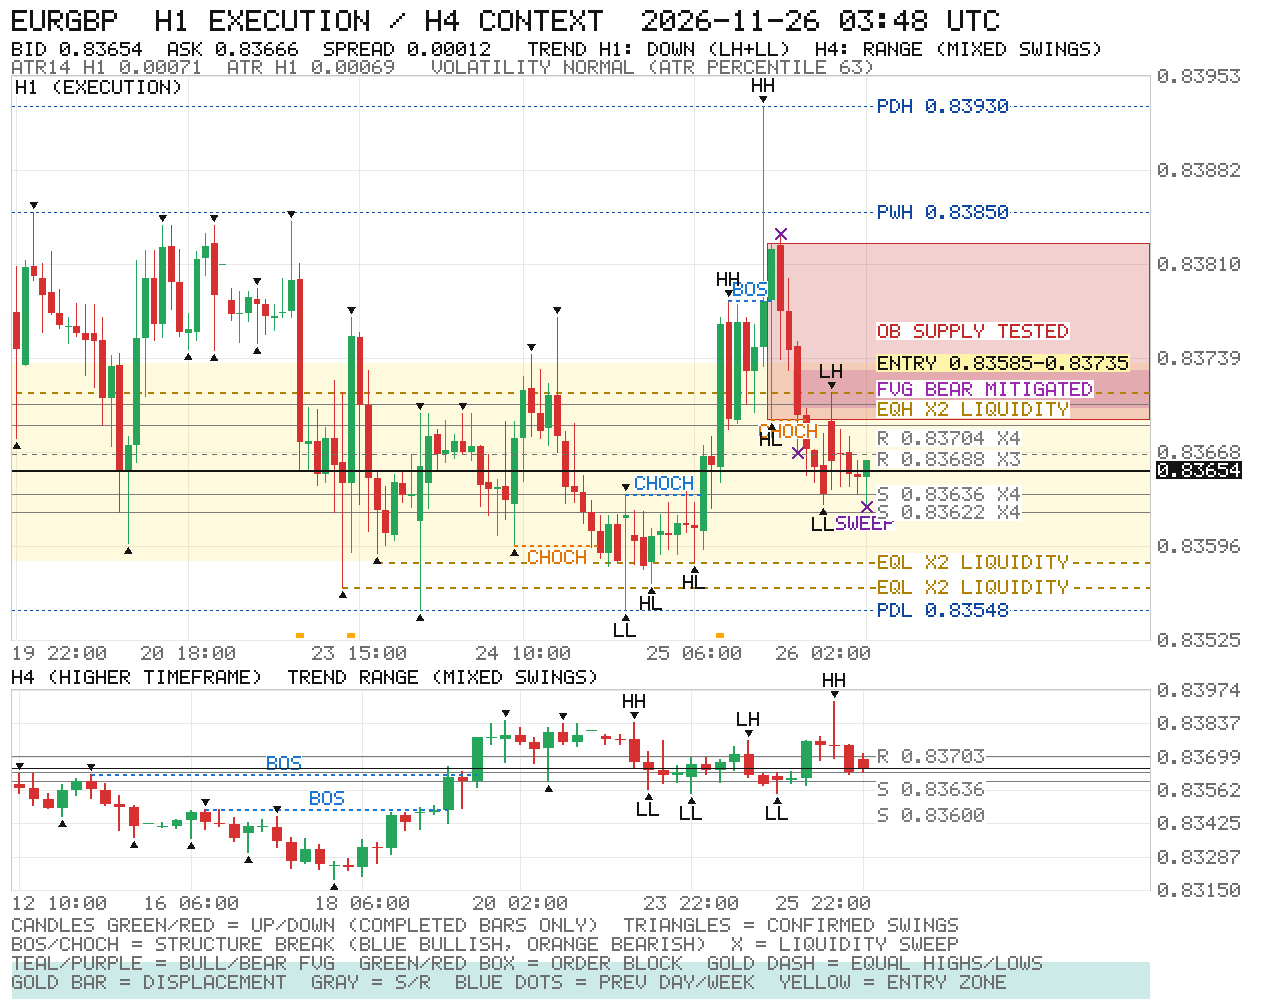 EURGBP  H1 EXECUTION / H4 CONTEXT  2026-11-26 03:48 UTC
BID 0.83654  ASK 0.83666  SPREAD 0.00012   TREND H1: DOWN (LH+LL)  H4: RANGE (MIXED SWINGS)
ATR14 H1 0.00071  ATR H1 0.00069   VOLATILITY NORMAL (ATR PERCENTILE 63)
H1 (EXECUTION)
0.83953
HH
PDH 0.83930
0.83882
PWH 0.83850
0.83810
HH
BOS
OB SUPPLY TESTED
ENTRY 0.83585-0.83735
0.83739
LH
FVG BEAR MITIGATED
EQH X2 LIQUIDITY
CHOCH
HL
R 0.83704 X4
R 0.83688 X3
0.83668
0.83654
CHOCH
S 0.83636 X4
S 0.83622 X4
LL
SWEEP
0.83596
CHOCH
EQL X2 LIQUIDITY
HL
EQL X2 LIQUIDITY
HL
PDL 0.83548
LL
0.83525
19 22:00  20 18:00  23 15:00  24 10:00  25 06:00  26 02:00
H4 (HIGHER TIMEFRAME)  TREND RANGE (MIXED SWINGS)
HH
0.83974
HH
LH
0.83837
BOS
R 0.83703
0.83699
S 0.83636
0.83562
BOS
LL
LL
LL
S 0.83600
0.83425
0.83287
0.83150
12 10:00  16 06:00  18 06:00  20 02:00  23 22:00  25 22:00
CANDLES GREEN/RED = UP/DOWN (COMPLETED BARS ONLY)  TRIANGLES = CONFIRMED SWINGS
BOS/CHOCH = STRUCTURE BREAK (BLUE BULLISH, ORANGE BEARISH)  X = LIQUIDITY SWEEP
TEAL/PURPLE = BULL/BEAR FVG  GREEN/RED BOX = ORDER BLOCK  GOLD DASH = EQUAL HIGHS/LOWS
GOLD BAR = DISPLACEMENT  GRAY = S/R  BLUE DOTS = PREV DAY/WEEK  YELLOW = ENTRY ZONE